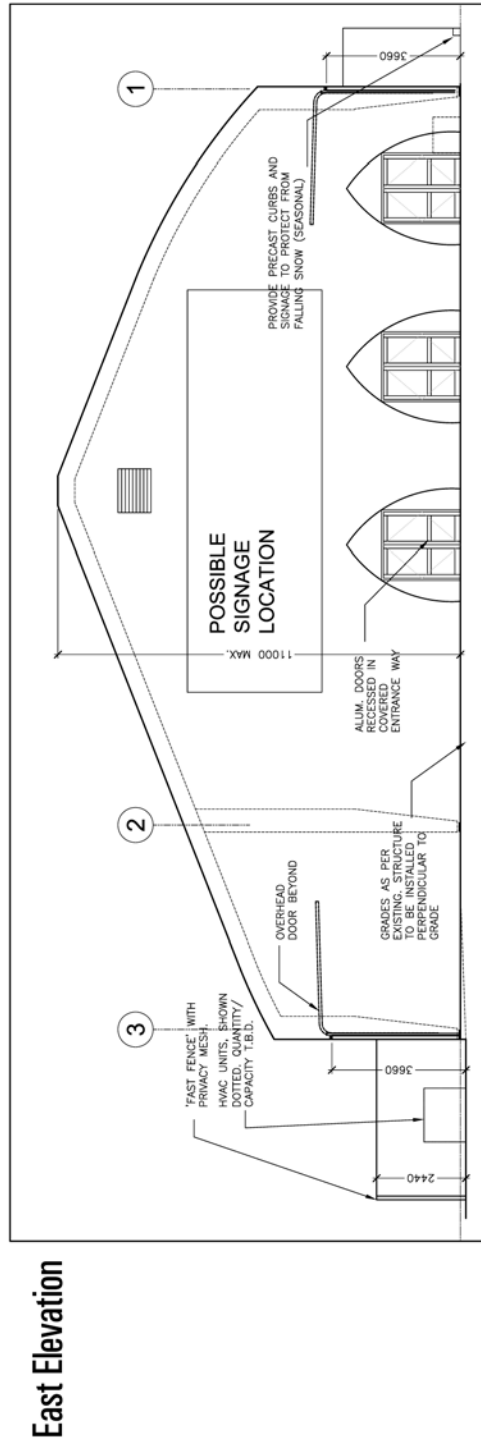 East Elevation
3
2
1
'FAST FENCE' WITH
PRIVACY MESH.
HVAC UNITS, SHOWN
DOTTED. QUANTITY/
CAPACITY T.B.D.
2440
3660
OVERHEAD
DOOR BEYOND
GRADES AS PER
EXISTING. STRUCTURE
TO BE INSTALLED
PERPENDICULAR TO
GRADE
11000 MAX.
POSSIBLE
SIGNAGE
LOCATION
ALUM. DOORS
RECESSED IN
COVERED
ENTRANCE WAY
PROVIDE PRECAST CURBS AND
SIGNAGE TO PROTECT FROM
FALLING SNOW (SEASONAL)
3660